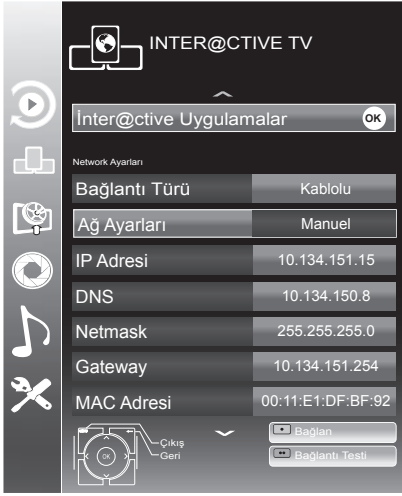 INTER@CTIVE TV
İnter@ctive Uygulamalar OK
Network Ayarları
Bağlantı Türü Kablolu
Ağ Ayarları Manuel
IP Adresi 10.134.151.15
DNS 10.134.150.8
Netmask 255.255.255.0
Gateway 10.134.151.254
MAC Adresi 00:11:E1:DF:BF:92
OK
Çıkış
Geri
Bağlan
Bağlantı Testi